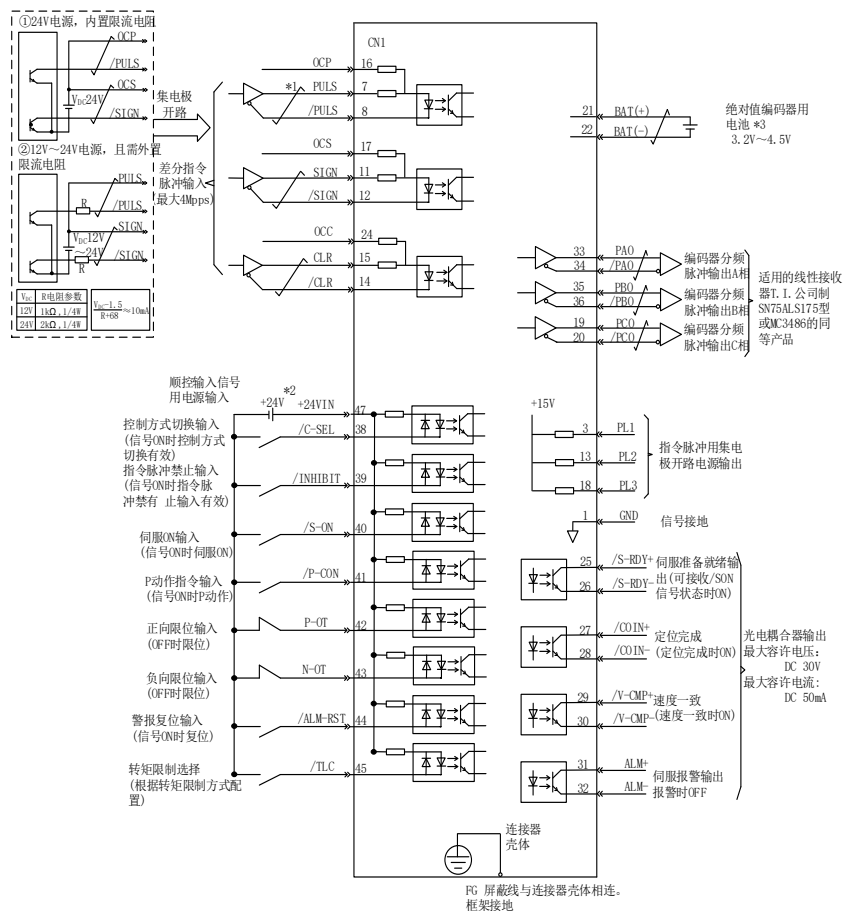 ①24V电源，内置限流电阻
OCP
/PULS
OCS
V_DC24V
/SIGN
②12V～24V电源，且需外置
限流电阻
PULS
R
/PULS
SIGN
V_DC12V
～24V
/SIGN
R
V_DC R电阻参数
12V 1kΩ,1/4W
24V 2kΩ,1/4W
V_DC-1.5
R+68
≈10mA
集电极
开路
差分指令
脉冲输入
(最大4Mpps)
CN1
OCP 16
*1 PULS 7
/PULS 8
OCS 17
SIGN 11
/SIGN 12
OCC 24
CLR 15
/CLR 14
21 BAT(+)
22 BAT(-)
绝对值编码器用
电池 *3
3.2V～4.5V
33 PAO
34 /PAO
编码器分频
脉冲输出A相
35 PBO
36 /PBO
编码器分频
脉冲输出B相
19 PCO
20 /PCO
编码器分频
脉冲输出C相
适用的线性接收
器T.I.公司制
SN75ALS175型
或MC3486的同
等产品
顺控输入信号
用电源输入
*2
+24V +24VIN 47
控制方式切换输入
(信号ON时控制方式
切换有效)
/C-SEL 38
指令脉冲禁止输入
(信号ON时指令脉
冲禁有 止输入有效)
/INHIBIT 39
伺服ON输入
(信号ON时伺服ON)
/S-ON 40
P动作指令输入
(信号ON时P动作)
/P-CON 41
正向限位输入
(OFF时限位)
P-OT 42
负向限位输入
(OFF时限位)
N-OT 43
警报复位输入
(信号ON时复位)
/ALM-RST 44
转矩限制选择
(根据转矩限制方式配
置)
/TLC 45
+15V
3 PL1
13 PL2
18 PL3
指令脉冲用集电
极开路电源输出
1 GND
信号接地
25 /S-RDY+
26 /S-RDY-
伺服准备就绪输
出(可接收/SON
信号状态时ON)
27 /COIN+
28 /COIN-
定位完成
(定位完成时ON)
29 /V-CMP+
30 /V-CMP-
速度一致
(速度一致时ON)
31 ALM+
32 ALM-
伺服报警输出
报警时OFF
光电耦合器输出
最大容许电压:
DC 30V
最大容许电流:
DC 50mA
连接器
壳体
FG 屏蔽线与连接器壳体相连。
框架接地